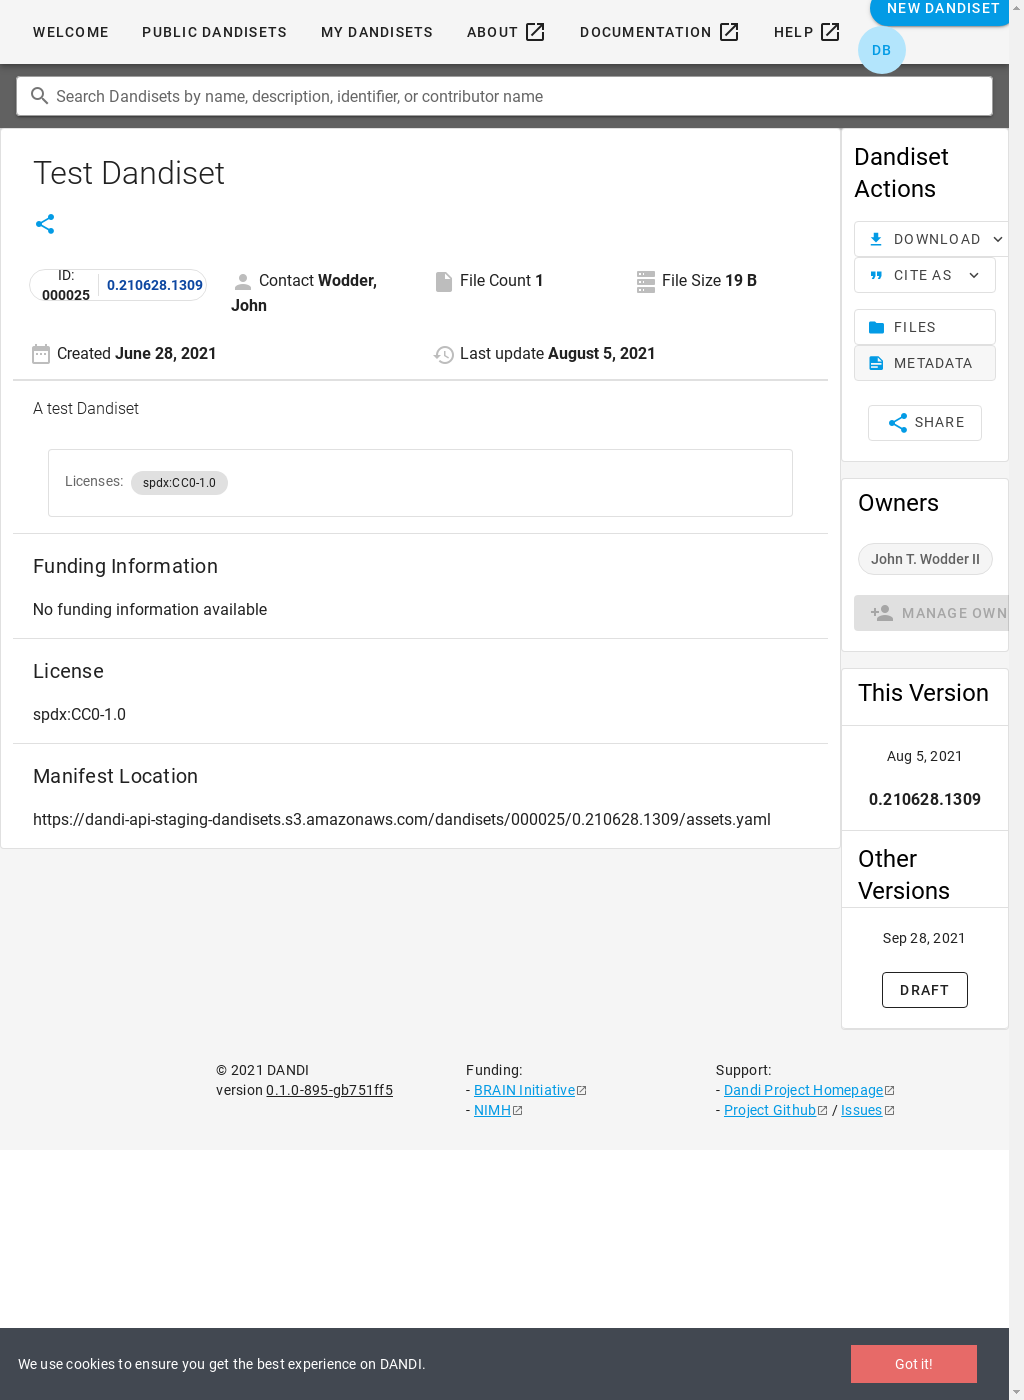 WELCOME PUBLIC DANDISETS MY DANDISETS ABOUT DOCUMENTATION HELP NEW DANDISET
DB
Search Dandisets by name, description, identifier, or contributor name
Test Dandiset
ID: 000025 0.210628.1309
Contact Wodder, John
File Count 1
File Size 19 B
Created June 28, 2021
Last update August 5, 2021
A test Dandiset
Licenses: spdx:CC0-1.0
Funding Information
No funding information available
License
spdx:CC0-1.0
Manifest Location
https://dandi-api-staging-dandisets.s3.amazonaws.com/dandisets/000025/0.210628.1309/assets.yaml
Dandiset
Actions
DOWNLOAD
CITE AS
FILES
METADATA
SHARE
Owners
John T. Wodder II
MANAGE OWN
This Version
Aug 5, 2021
0.210628.1309
Other
Versions
Sep 28, 2021
DRAFT
© 2021 DANDI
version 0.1.0-895-gb751ff5
Funding:
- BRAIN Initiative
- NIMH
Support:
- Dandi Project Homepage
- Project Github / Issues
We use cookies to ensure you get the best experience on DANDI.
Got it!